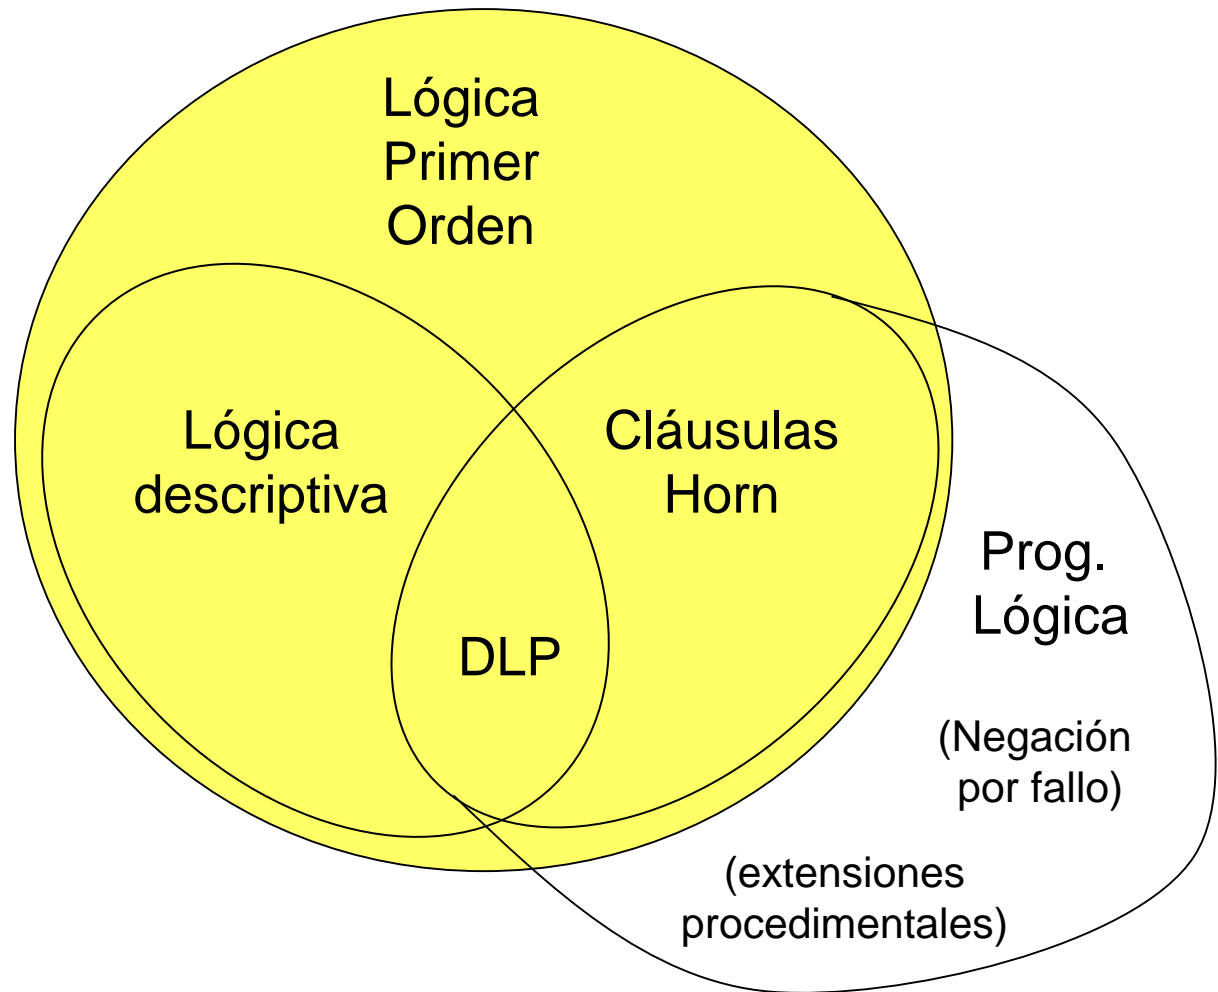 Lógica
Primer
Orden
Lógica
descriptiva
Cláusulas
Horn
DLP
Prog.
Lógica
(Negación
por fallo)
(extensiones
procedimentales)